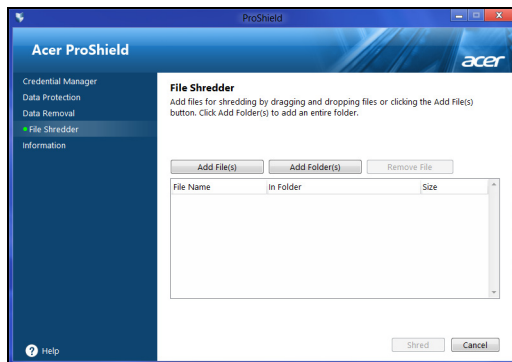 ProShield
Acer ProShield
acer
Credential Manager
Data Protection
Data Removal
File Shredder
Information
File Shredder
Add files for shredding by dragging and dropping files or clicking the Add File(s)
button. Click Add Folder(s) to add an entire folder.
Add File(s) Add Folder(s) Remove File
File Name In Folder Size
Shred Cancel
? Help